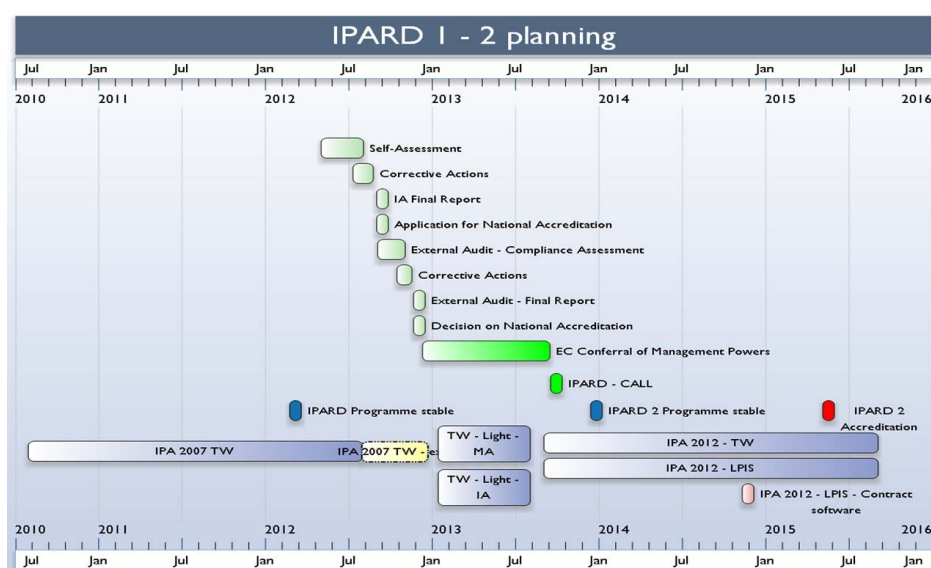 IPARD 1 - 2 planning
Jul Jan Jul Jan Jul Jan Jul Jan Jul Jan Jul Jan
2010 2011 2012 2013 2014 2015 2016
Self-Assessment
Corrective Actions
IA Final Report
Application for National Accreditation
External Audit - Compliance Assessment
Corrective Actions
External Audit - Final Report
Decision on National Accreditation
EC Conferral of Management Powers
IPARD - CALL
IPARD Programme stable
IPARD 2 Programme stable
IPARD 2
Accreditation
IPA 2007 TW
IPA 2007 TW - ex
TW - Light -
MA
IPA 2012 - TW
TW - Light -
IA
IPA 2012 - LPIS
IPA 2012 - LPIS - Contract
software
2010 2011 2012 2013 2014 2015 2016
Jul Jan Jul Jan Jul Jan Jul Jan Jul Jan Jul Jan